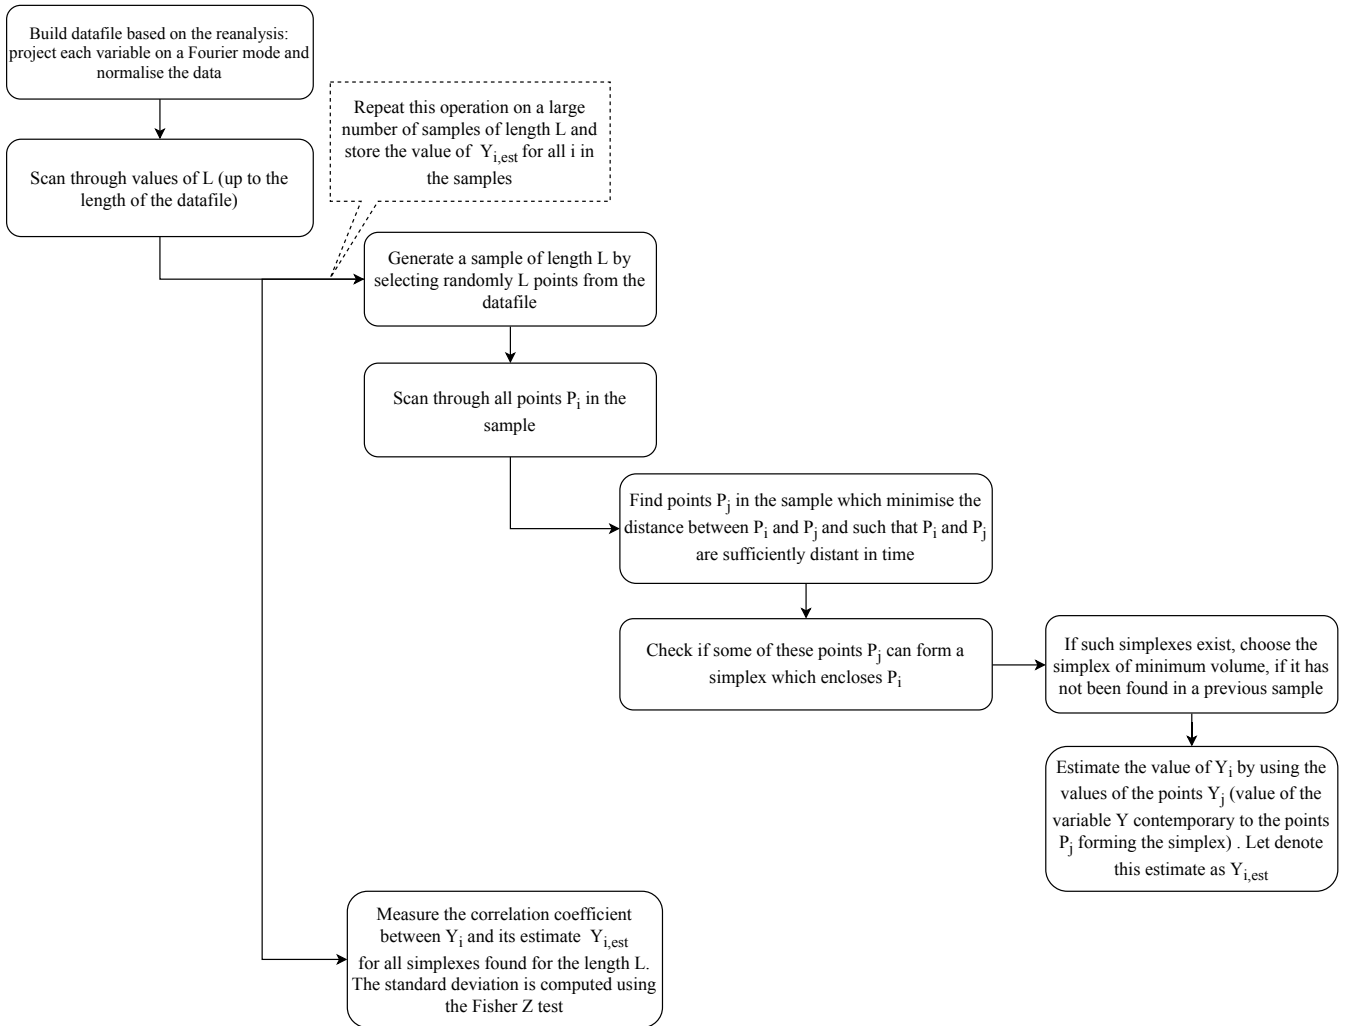 Build datafile based on the reanalysis:
project each variable on a Fourier mode and
normalise the data
Repeat this operation on a large
number of samples of length L and
store the value of Y_{i,est} for all i in
the samples
Scan through values of L (up to the
length of the datafile)
Generate a sample of length L by
selecting randomly L points from the
datafile
Scan through all points P_i in the
sample
Find points P_j in the sample which minimise the
distance between P_i and P_j and such that P_i and P_j
are sufficiently distant in time
Check if some of these points P_j can form a
simplex which encloses P_i
If such simplexes exist, choose the
simplex of minimum volume, if it has
not been found in a previous sample
Estimate the value of Y_i by using the
values of the points Y_j (value of the
variable Y contemporary to the points
P_j forming the simplex) . Let denote
this estimate as Y_{i,est}
Measure the correlation coefficient
between Y_i and its estimate Y_{i,est}
for all simplexes found for the length L.
The standard deviation is computed using
the Fisher Z test